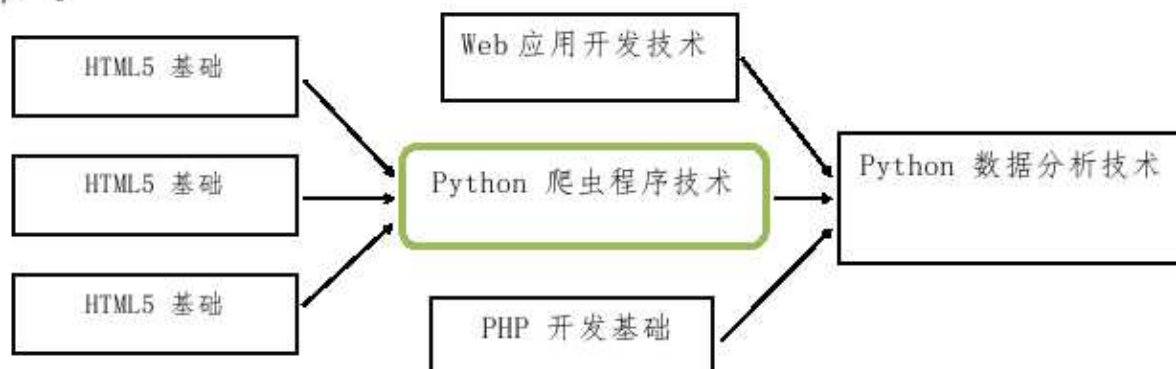 HTML5 基础
Web 应用开发技术
HTML5 基础
Python 爬虫程序技术
Python 数据分析技术
HTML5 基础
PHP 开发基础